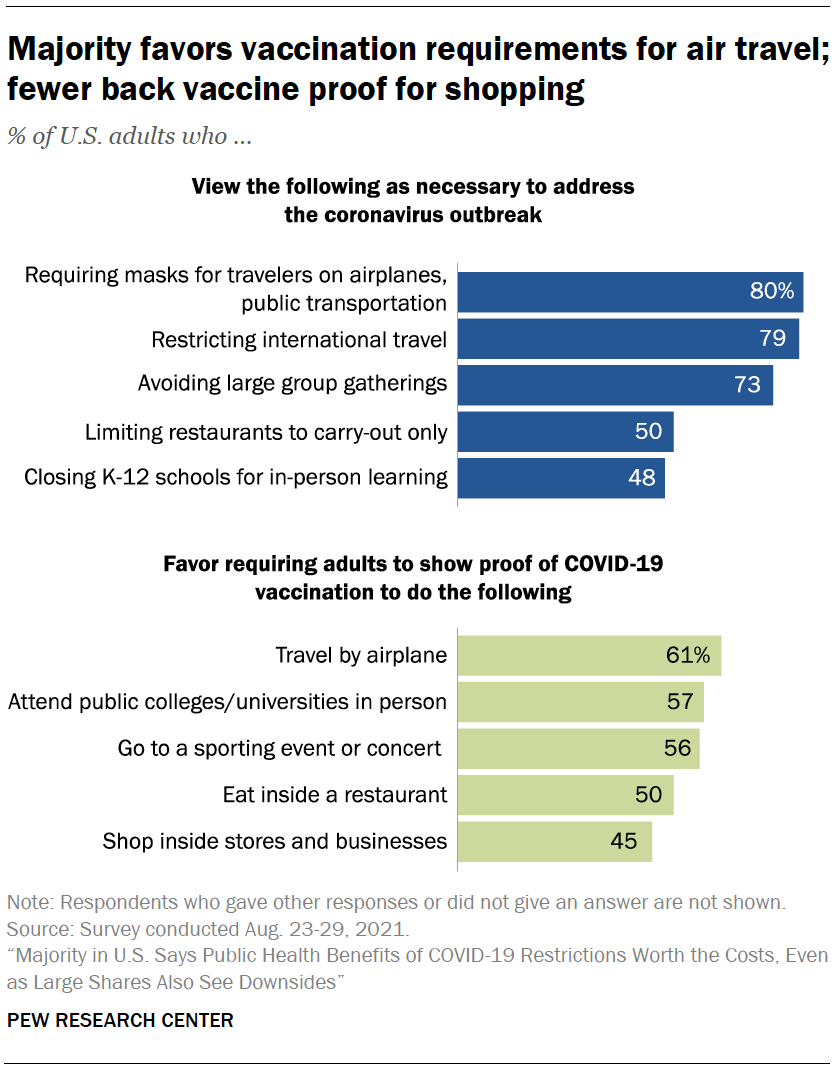 Majority favors vaccination requirements for air travel;
fewer back vaccine proof for shopping
% of U.S. adults who ...
View the following as necessary to address
the coronavirus outbreak
Requiring masks for travelers on airplanes,
public transportation
80%
Restricting international travel
79
Avoiding large group gatherings
73
Limiting restaurants to carry-out only
50
Closing K-12 schools for in-person learning
48
Favor requiring adults to show proof of COVID-19
vaccination to do the following
Travel by airplane
61%
Attend public colleges/universities in person
57
Go to a sporting event or concert
56
Eat inside a restaurant
50
Shop inside stores and businesses
45
Note: Respondents who gave other responses or did not give an answer are not shown.
Source: Survey conducted Aug. 23-29, 2021.
“Majority in U.S. Says Public Health Benefits of COVID-19 Restrictions Worth the Costs, Even
as Large Shares Also See Downsides”
PEW RESEARCH CENTER